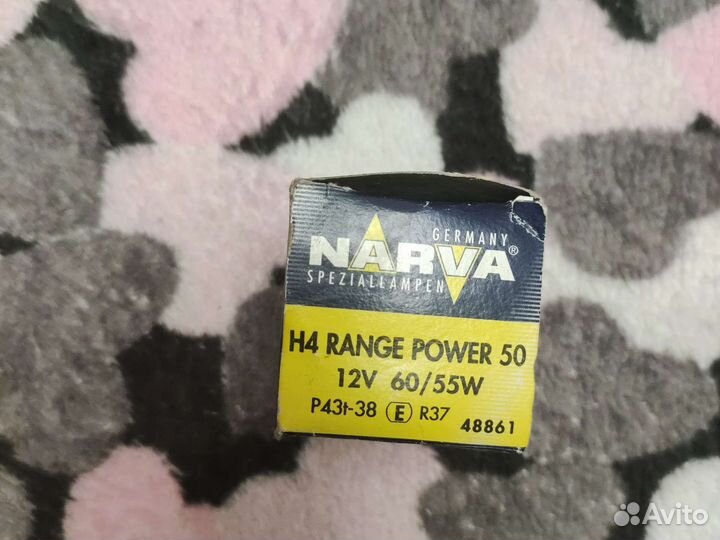 GERMANY
NARVA®
SPEZIALLAMPEN
H4 RANGE POWER 50
12V 60/55W
P43t-38 E R37 48861
Avito